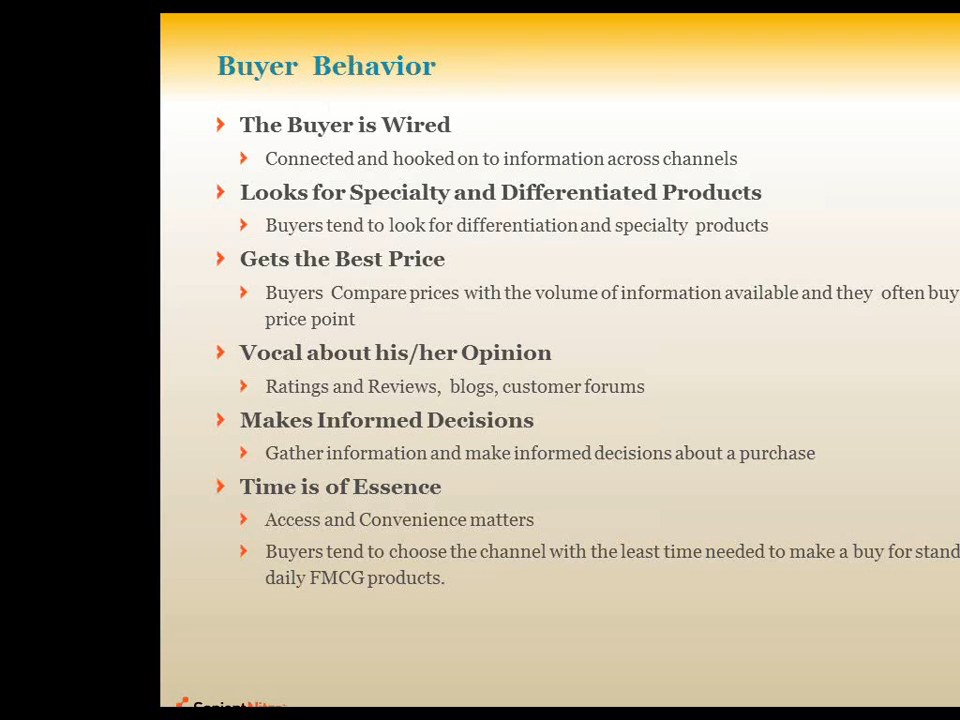 Buyer Behavior
The Buyer is Wired
Connected and hooked on to information across channels
Looks for Specialty and Differentiated Products
Buyers tend to look for differentiation and specialty products
Gets the Best Price
Buyers Compare prices with the volume of information available and they often buy
price point
Vocal about his/her Opinion
Ratings and Reviews, blogs, customer forums
Makes Informed Decisions
Gather information and make informed decisions about a purchase
Time is of Essence
Access and Convenience matters
Buyers tend to choose the channel with the least time needed to make a buy for stand
daily FMCG products.